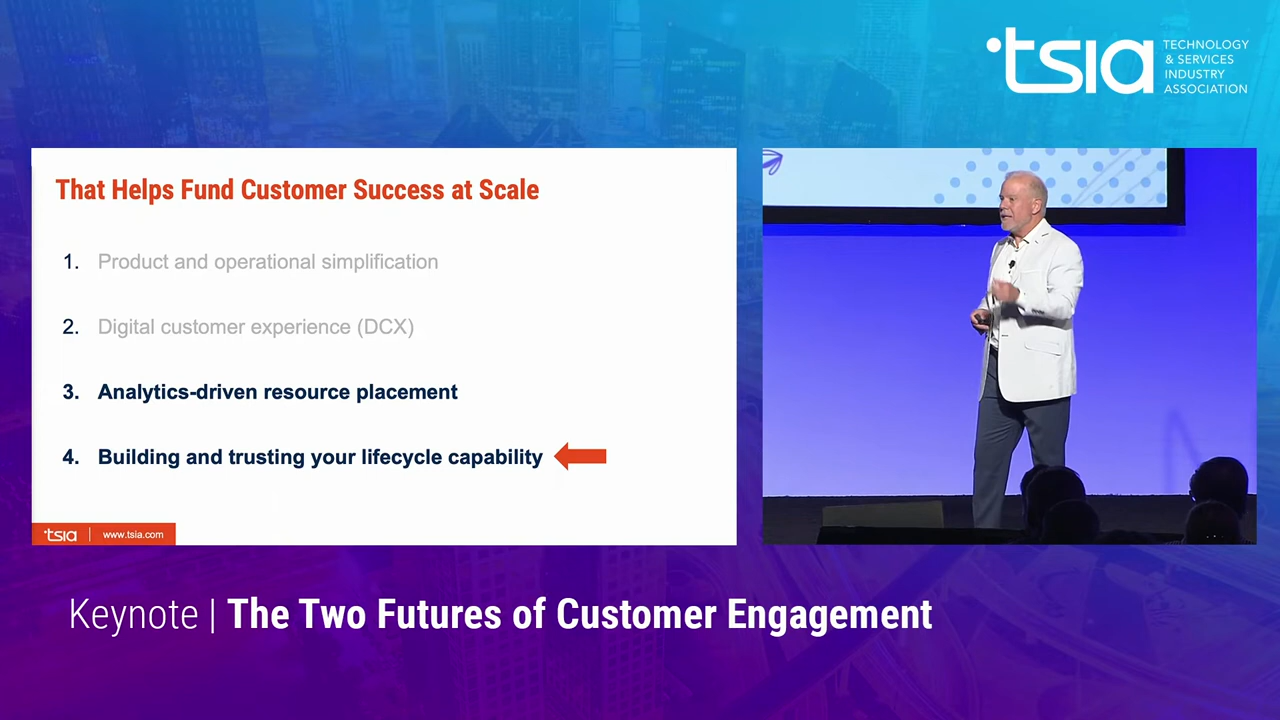 tsia TECHNOLOGY
& SERVICES
INDUSTRY
ASSOCIATION
That Helps Fund Customer Success at Scale
1. Product and operational simplification
2. Digital customer experience (DCX)
3. Analytics-driven resource placement
4. Building and trusting your lifecycle capability
tsia | www.tsia.com
Keynote | The Two Futures of Customer Engagement